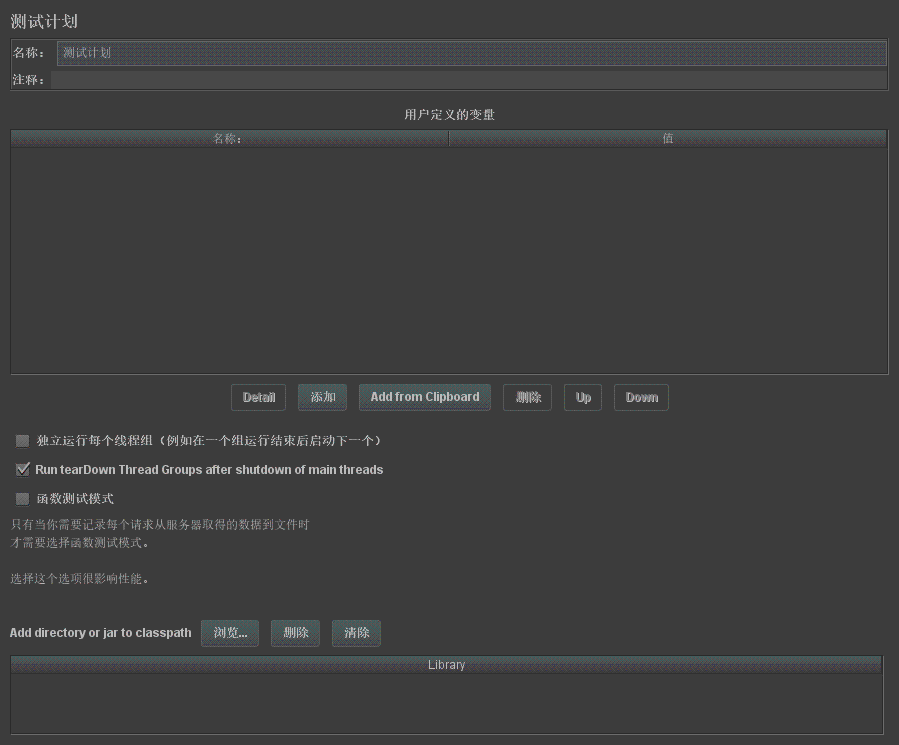 测试计划
名称： 测试计划
注释：
用户定义的变量
名称： 值
Detail 添加 Add from Clipboard 删除 Up Down
独立运行每个线程组（例如在一个组运行结束后启动下一个）
Run tearDown Thread Groups after shutdown of main threads
函数测试模式
只有当你需要记录每个请求从服务器取得的数据到文件时
才需要选择函数测试模式。
选择这个选项很影响性能。
Add directory or jar to classpath 浏览... 删除 清除
Library